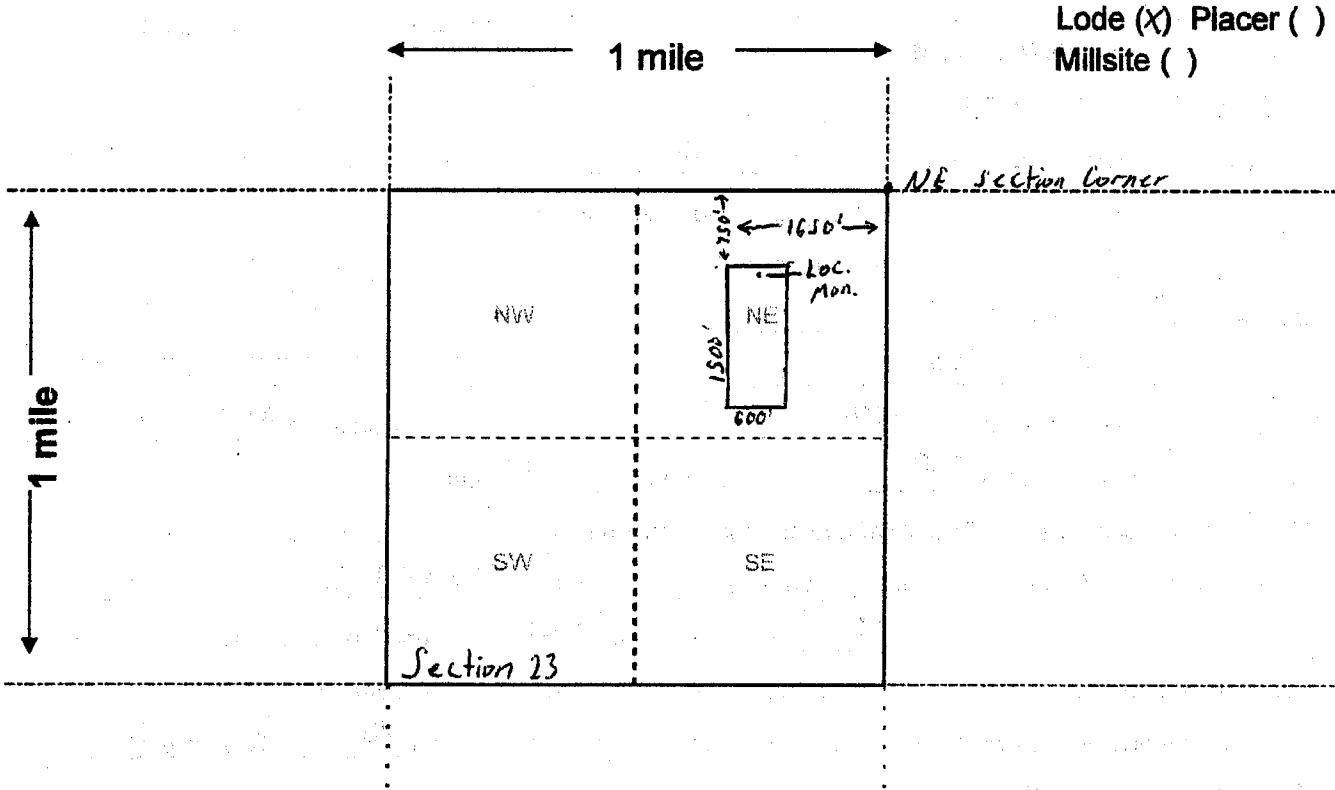 Lode (X) Placer ( )
Millsite ( )
1 mile
NE section Corner
750'
1650'
Loc.
Mon.
NW
NE
1500'
600'
1 mile
SW
SE
Section 23